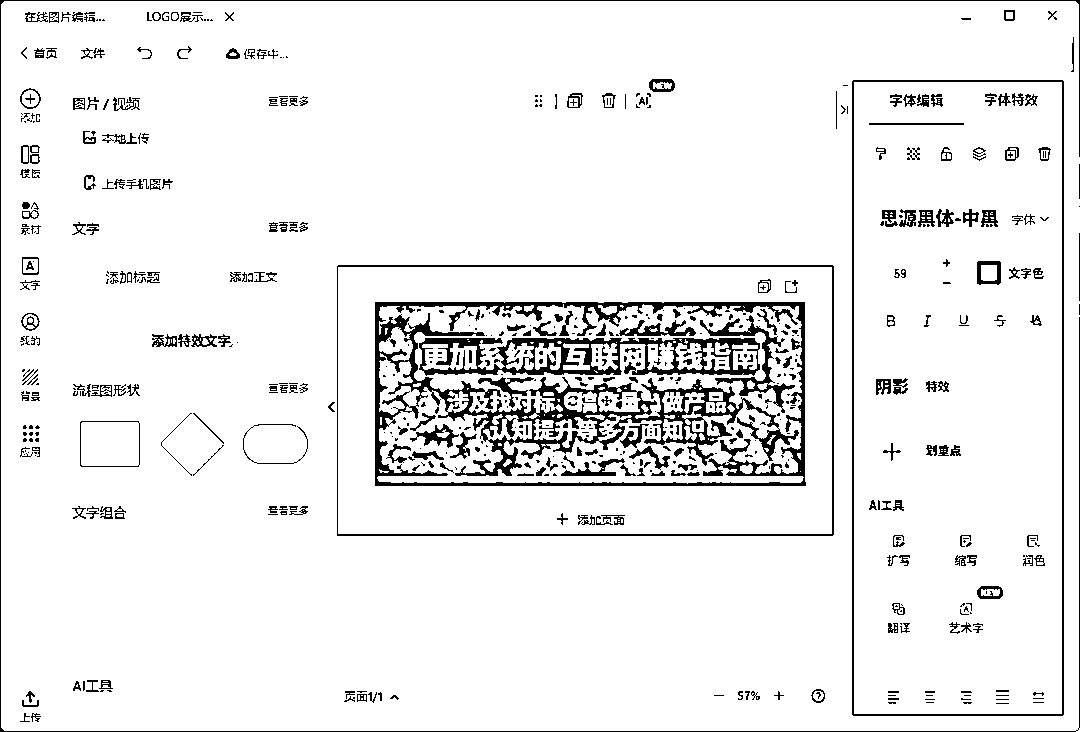 在线图片编辑...
LOGO展示...
首页
文件
保存中...
添加
模板
素材
文字
我的
背景
应用
上传
图片 / 视频
查看更多
本地上传
上传手机图片
文字
查看更多
添加标题
添加正文
添加特效文字
流程图形状
查看更多
文字组合
查看更多
AI工具
AI
NEW
更加系统的互联网赚钱指南
涉及找对标、搞流量、做产品
认知提升等多方面知识
添加页面
页面1/1
57%
字体编辑
字体特效
思源黑体-中黑
字体
59
文字色
B
I
U
S
阴影
特效
划重点
AI工具
扩写
缩写
润色
NEW
翻译
艺术字